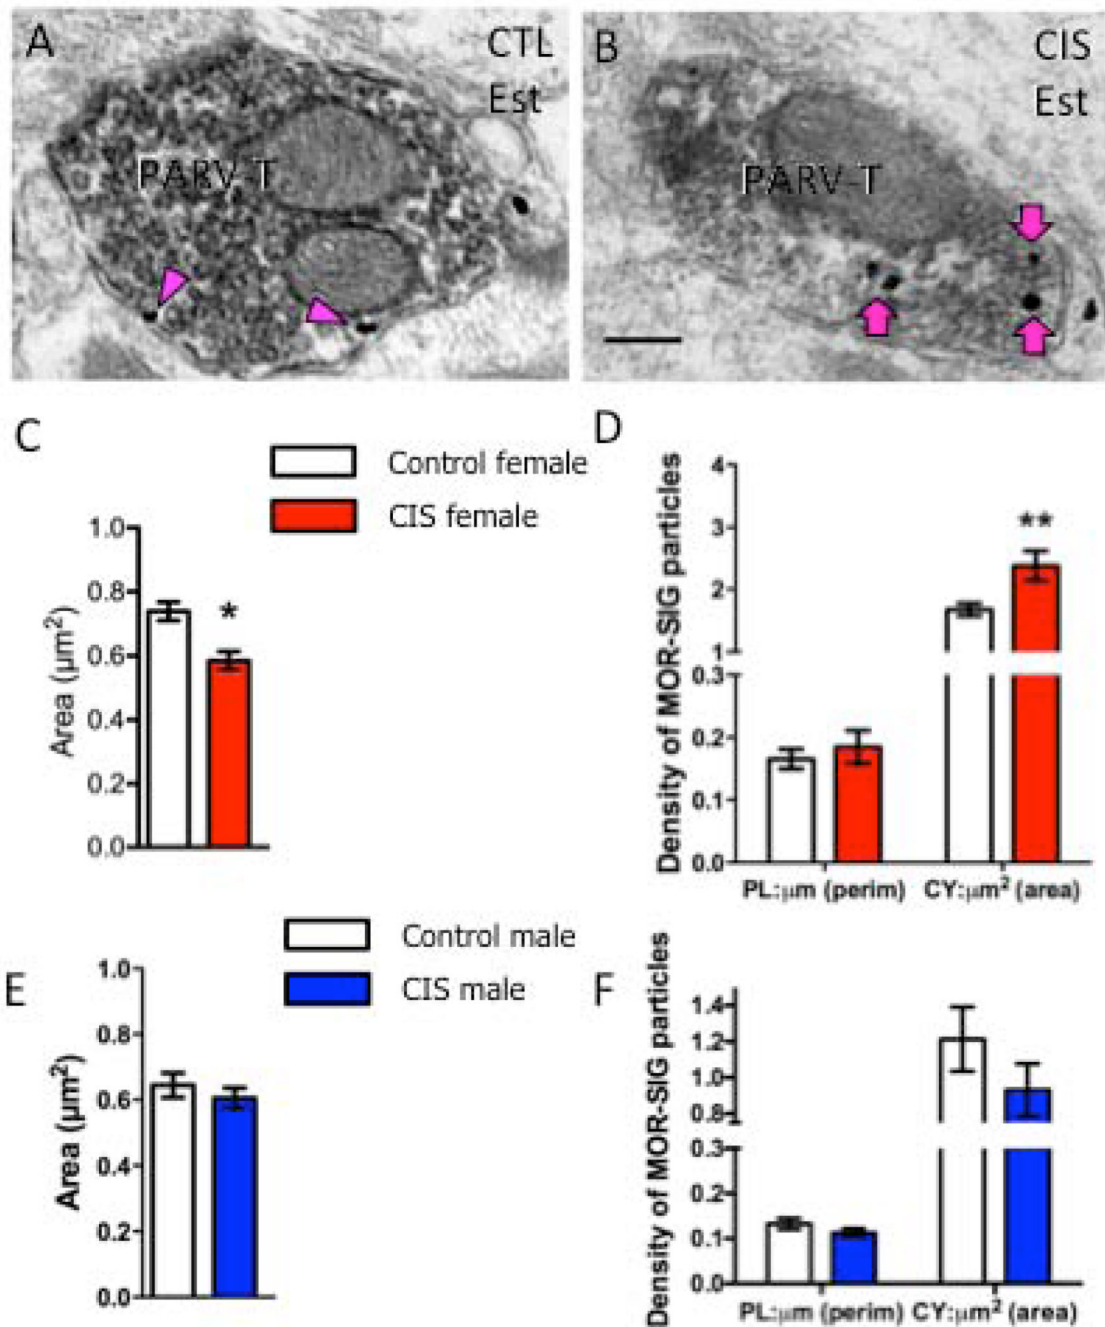 A
CTL
Est
PARV-T
B
CIS
Est
PARV-T
C
Control female
CIS female
1.0
0.8
0.6
0.4
0.2
0.0
Area (µm²)
*
D
4
3
2
1
0.3
0.2
0.1
0.0
Density of MOR-SIG particles
**
PL:µm (perim)
CY:µm² (area)
E
Control male
CIS male
1.0
0.8
0.6
0.4
0.2
0.0
Area (µm²)
F
1.4
1.2
1.0
0.8
0.3
0.2
0.1
0.0
Density of MOR-SIG particles
PL:µm (perim)
CY:µm² (area)